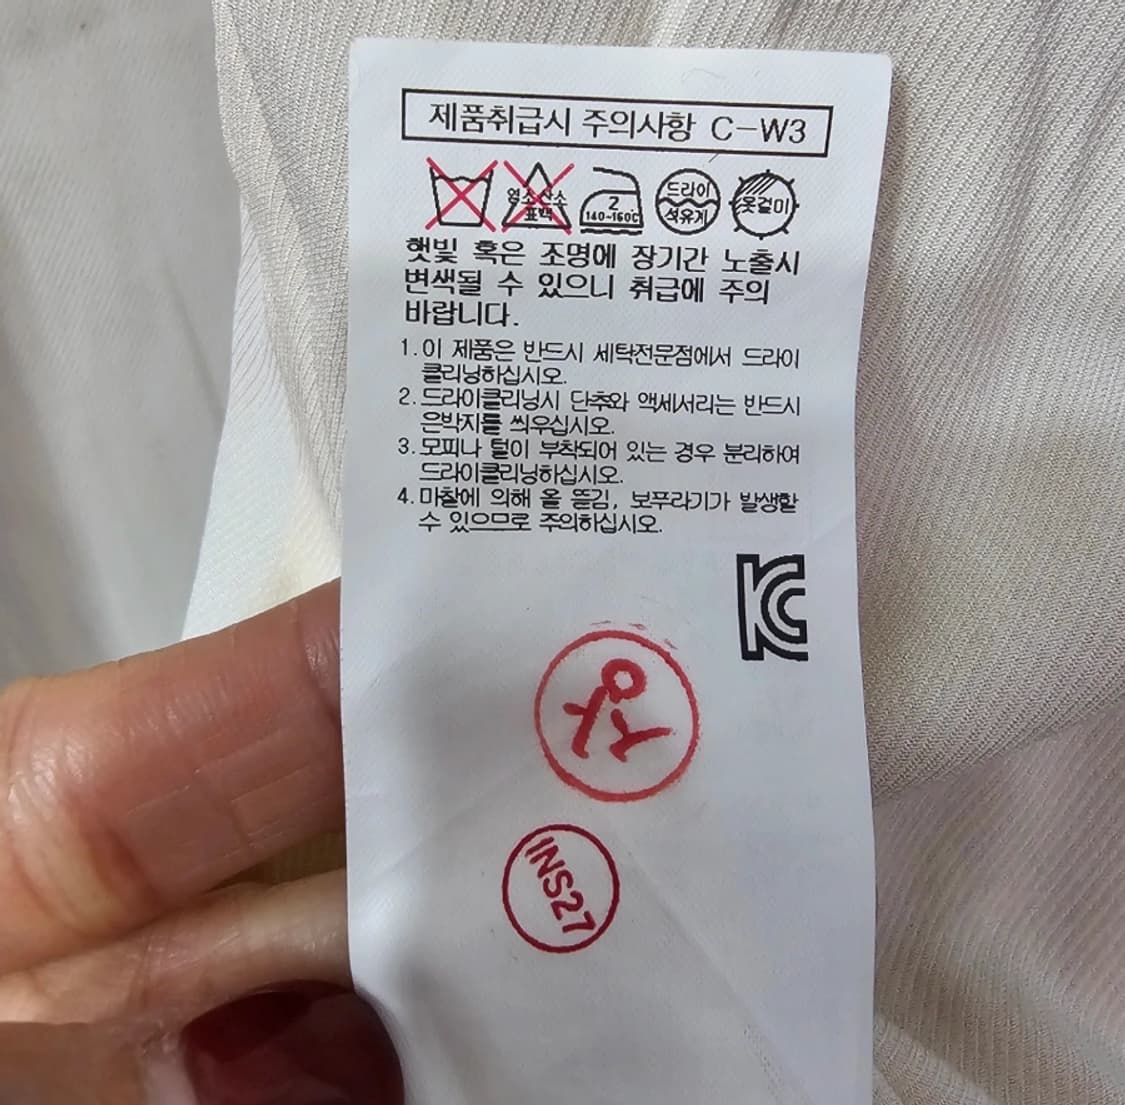 제품취급시 주의사항 C-W3
염소산소
표백
2
140~160℃
드라이
석유계
옷걸이
햇빛 혹은 조명에 장기간 노출시
변색될 수 있으니 취급에 주의
바랍니다.
1.이 제품은 반드시 세탁전문점에서 드라이
클리닝하십시오.
2.드라이클리닝시 단추와 액세서리는 반드시
은박지를 씌우십시오.
3.모피나 털이 부착되어 있는 경우 분리하여
드라이클리닝하십시오.
4.마찰에 의해 올 뜯김, 보푸라기가 발생할
수 있으므로 주의하십시오.
KC
INS27